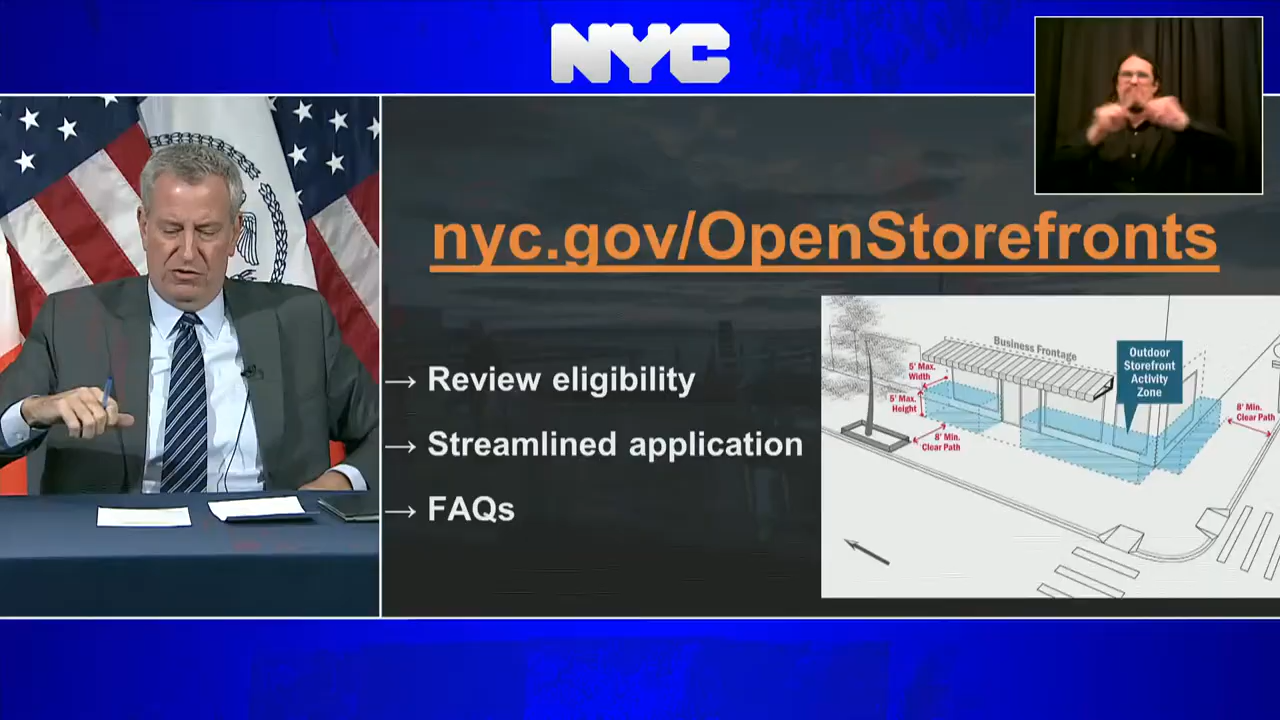 NYC
nyc.gov/OpenStorefronts
→ Review eligibility
→ Streamlined application
→ FAQs
Business Frontage
Outdoor
Storefront
Activity
Zone
5' Max.
Width
5' Max.
Height
8' Min.
Clear Path
8' Min.
Clear Path